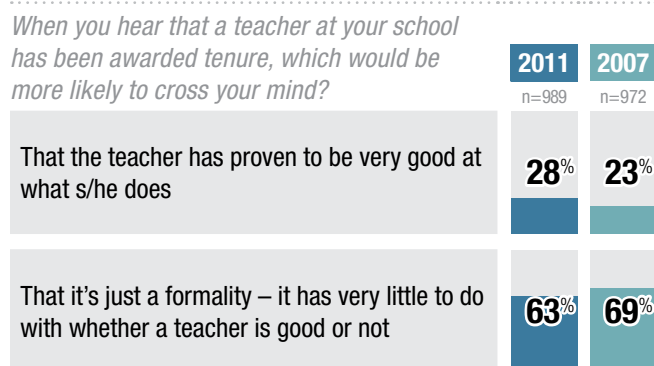 When you hear that a teacher at your school
has been awarded tenure, which would be
more likely to cross your mind?
2011 2007
n=989 n=972
That the teacher has proven to be very good at
what s/he does
28% 23%
That it's just a formality – it has very little to do
with whether a teacher is good or not
63% 69%